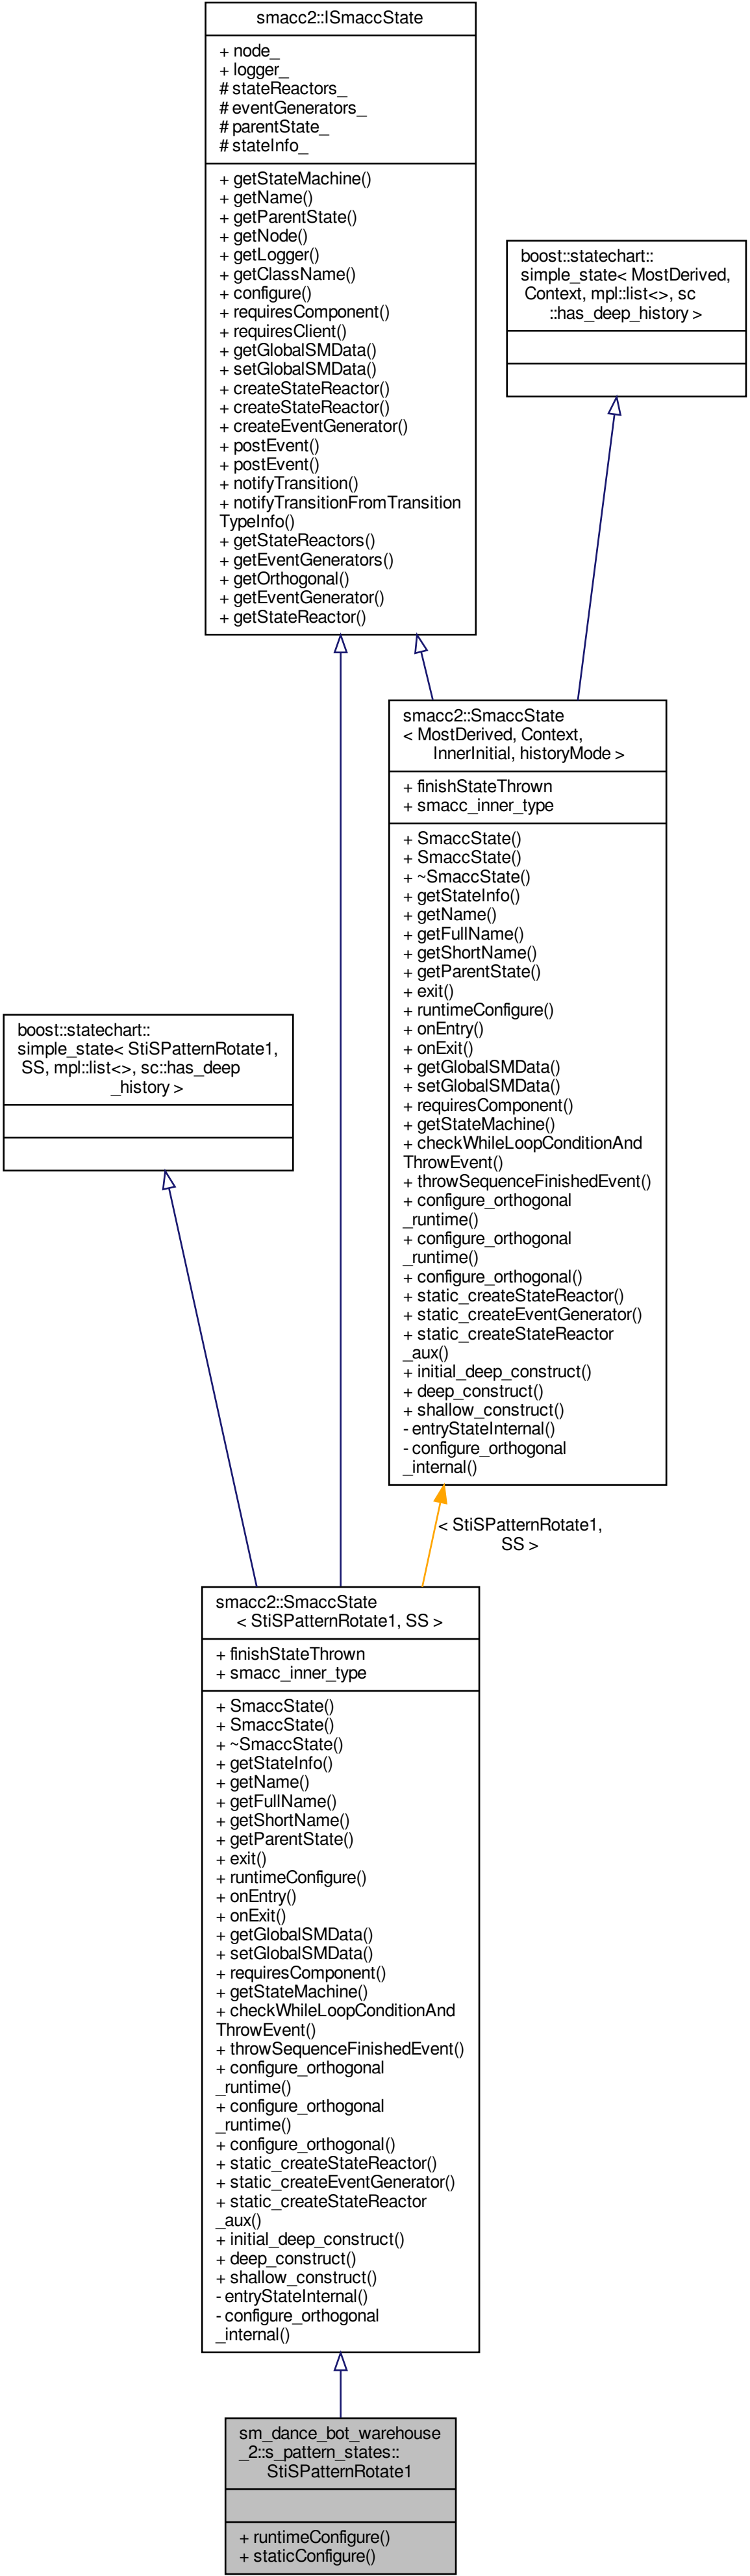 smacc2::ISmaccState
+ node_
+ logger_
# stateReactors_
# eventGenerators_
# parentState_
# stateInfo_
+ getStateMachine()
+ getName()
+ getParentState()
+ getNode()
+ getLogger()
+ getClassName()
+ configure()
+ requiresComponent()
+ requiresClient()
+ getGlobalSMData()
+ setGlobalSMData()
+ createStateReactor()
+ createStateReactor()
+ createEventGenerator()
+ postEvent()
+ postEvent()
+ notifyTransition()
+ notifyTransitionFromTransition
TypeInfo()
+ getStateReactors()
+ getEventGenerators()
+ getOrthogonal()
+ getEventGenerator()
+ getStateReactor()
boost::statechart::
simple_state< MostDerived,
Context, mpl::list<>, sc
::has_deep_history >
smacc2::SmaccState
< MostDerived, Context,
InnerInitial, historyMode >
+ finishStateThrown
+ smacc_inner_type
+ SmaccState()
+ SmaccState()
+ ~SmaccState()
+ getStateInfo()
+ getName()
+ getFullName()
+ getShortName()
+ getParentState()
+ exit()
+ runtimeConfigure()
+ onEntry()
+ onExit()
+ getGlobalSMData()
+ setGlobalSMData()
+ requiresComponent()
+ getStateMachine()
+ checkWhileLoopConditionAnd
ThrowEvent()
+ throwSequenceFinishedEvent()
+ configure_orthogonal
_runtime()
+ configure_orthogonal
_runtime()
+ configure_orthogonal()
+ static_createStateReactor()
+ static_createEventGenerator()
+ static_createStateReactor
_aux()
+ initial_deep_construct()
+ deep_construct()
+ shallow_construct()
- entryStateInternal()
- configure_orthogonal
_internal()
boost::statechart::
simple_state< StiSPatternRotate1,
SS, mpl::list<>, sc::has_deep
_history >
< StiSPatternRotate1,
SS >
smacc2::SmaccState
< StiSPatternRotate1, SS >
+ finishStateThrown
+ smacc_inner_type
+ SmaccState()
+ SmaccState()
+ ~SmaccState()
+ getStateInfo()
+ getName()
+ getFullName()
+ getShortName()
+ getParentState()
+ exit()
+ runtimeConfigure()
+ onEntry()
+ onExit()
+ getGlobalSMData()
+ setGlobalSMData()
+ requiresComponent()
+ getStateMachine()
+ checkWhileLoopConditionAnd
ThrowEvent()
+ throwSequenceFinishedEvent()
+ configure_orthogonal
_runtime()
+ configure_orthogonal
_runtime()
+ configure_orthogonal()
+ static_createStateReactor()
+ static_createEventGenerator()
+ static_createStateReactor
_aux()
+ initial_deep_construct()
+ deep_construct()
+ shallow_construct()
- entryStateInternal()
- configure_orthogonal
_internal()
sm_dance_bot_warehouse
_2::s_pattern_states::
StiSPatternRotate1
+ runtimeConfigure()
+ staticConfigure()